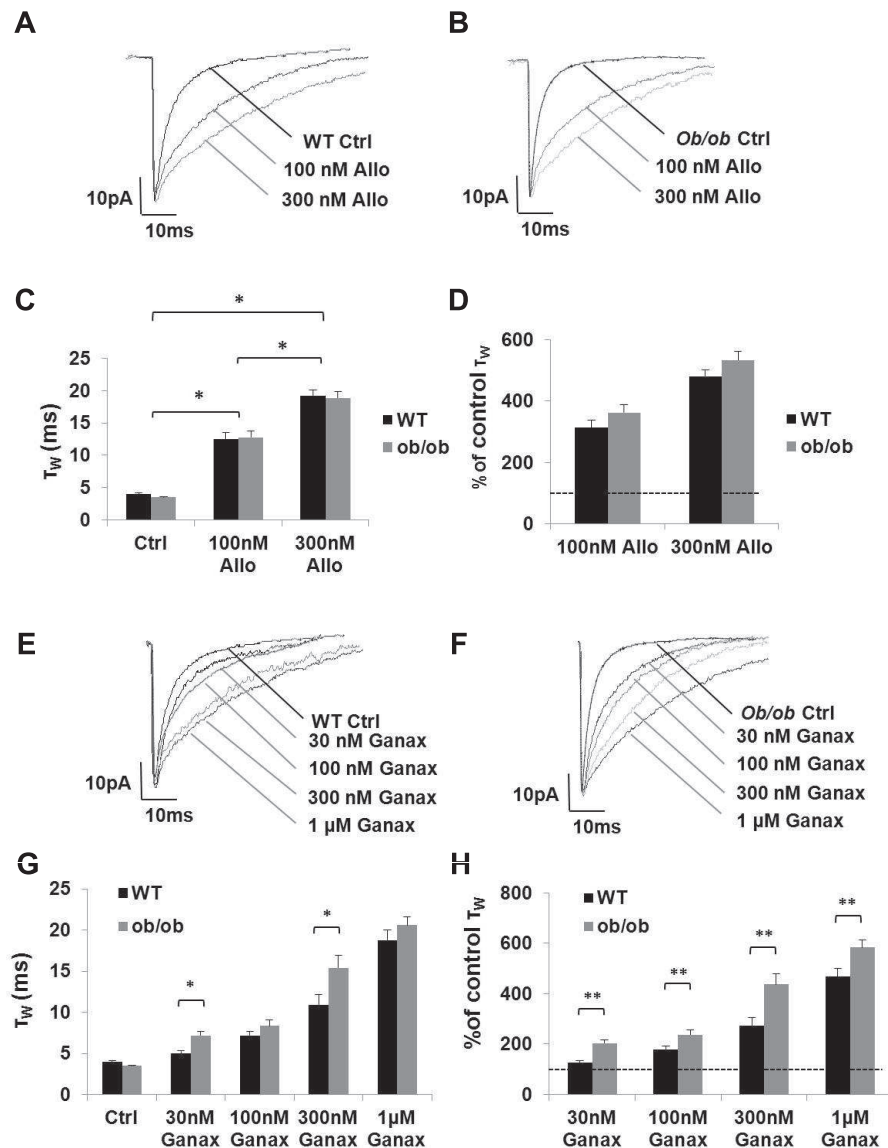 A
WT Ctrl
100 nM Allo
300 nM Allo
10pA
10ms
B
Ob/ob Ctrl
100 nM Allo
300 nM Allo
10pA
10ms
C
*
*
*
25
20
15
10
5
0
τw (ms)
Ctrl
100nM Allo
300nM Allo
WT
ob/ob
D
600
400
200
0
%of control τw
100nM Allo
300nM Allo
WT
ob/ob
E
WT Ctrl
30 nM Ganax
100 nM Ganax
300 nM Ganax
1 µM Ganax
10pA
10ms
F
Ob/ob Ctrl
30 nM Ganax
100 nM Ganax
300 nM Ganax
1 µM Ganax
10pA
10ms
G
25
20
15
10
5
0
τw (ms)
WT
ob/ob
*
*
Ctrl
30nM Ganax
100nM Ganax
300nM Ganax
1µM Ganax
H
800
600
400
200
0
%of control τw
WT
ob/ob
**
**
**
**
30nM Ganax
100nM Ganax
300nM Ganax
1µM Ganax